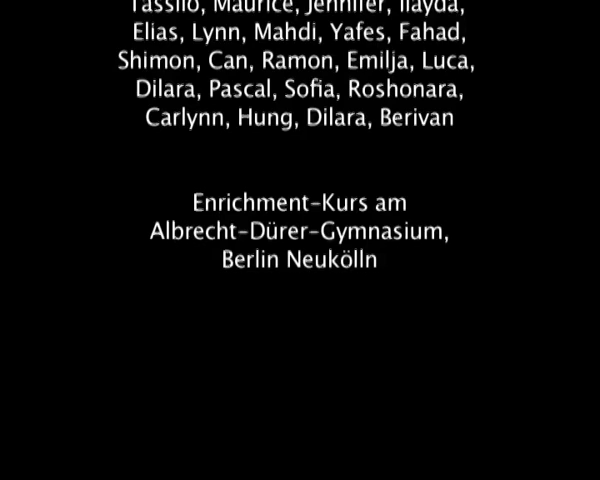 Tassilo, Maurice, Jennifer, Ilayda,
Elias, Lynn, Mahdi, Yafes, Fahad,
Shimon, Can, Ramon, Emilja, Luca,
Dilara, Pascal, Sofia, Roshonara,
Carlynn, Hung, Dilara, Berivan
Enrichment-Kurs am
Albrecht-Dürer-Gymnasium,
Berlin Neukölln